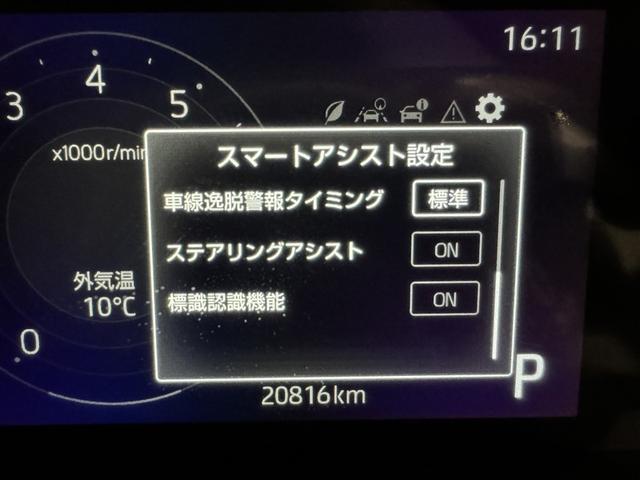 16:11
3
4
5
x1000r/min
スマートアシスト設定
車線逸脱警報タイミング 標準
ステアリングアシスト ON
標識認識機能 ON
外気温
10℃
0
P
20816km